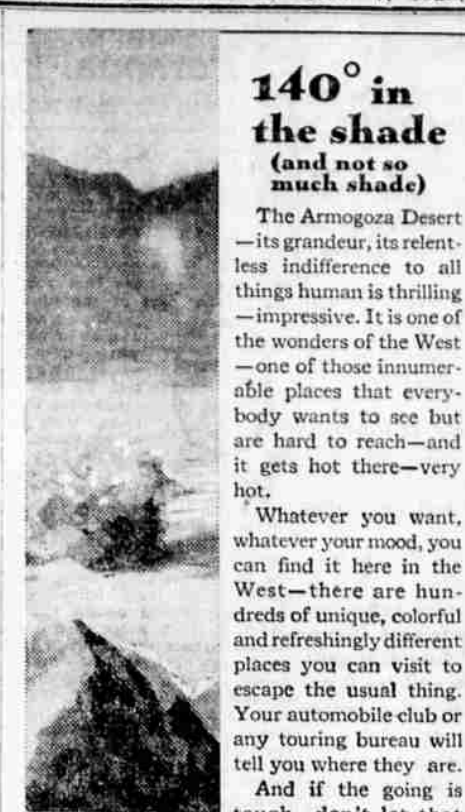 140° in
the shade
(and not so
much shade)
The Armogoza Desert
—its grandeur, its relent-
less indifference to all
things human is thrilling
—impressive. It is one of
the wonders of the West
—one of those innumer-
able places that every-
body wants to see but
are hard to reach—and
it gets hot there—very
hot.
Whatever you want,
whatever your mood, you
can find it here in the
West—there are hun-
dreds of unique, colorful
and refreshingly different
places you can visit to
escape the usual thing.
Your automobile club or
any touring bureau will
tell you where they are.
And if the going is